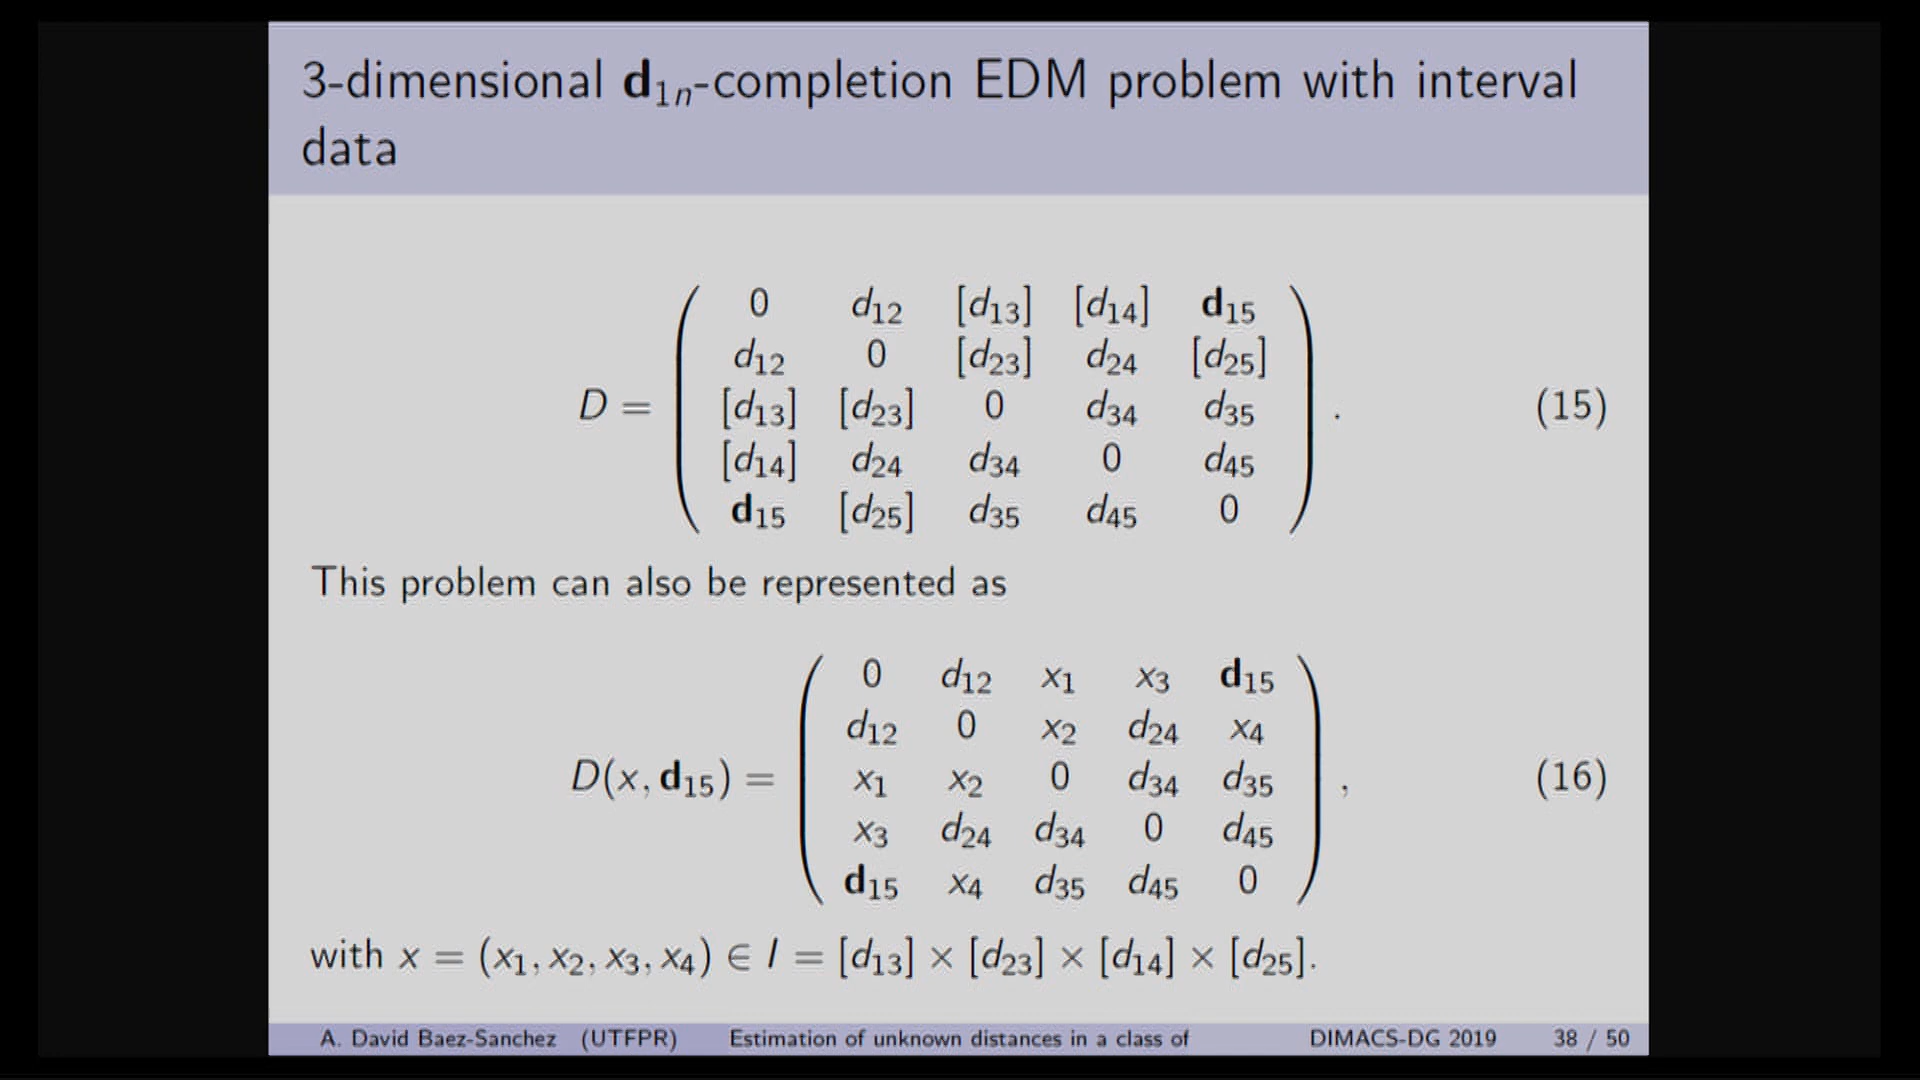 3-dimensional d1n-completion EDM problem with interval
data
0 d12 [d13] [d14] d15
d12 0 [d23] d24 [d25]
D = [d13] [d23] 0 d34 d35 . (15)
[d14] d24 d34 0 d45
d15 [d25] d35 d45 0
This problem can also be represented as
0 d12 x1 x3 d15
d12 0 x2 d24 x4
D(x, d15) = x1 x2 0 d34 d35 , (16)
x3 d24 d34 0 d45
d15 x4 d35 d45 0
with x = (x1, x2, x3, x4) ∈ I = [d13] × [d23] × [d14] × [d25].
A. David Baez-Sanchez (UTFPR) Estimation of unknown distances in a class of DIMACS-DG 2019 38 / 50